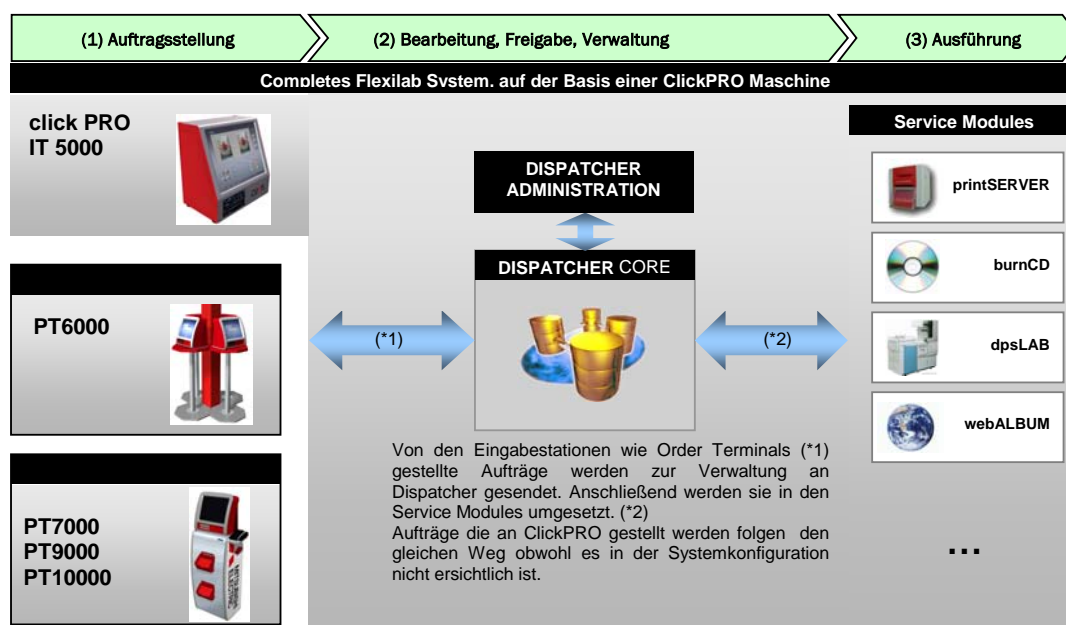 (1) Auftragsstellung
(2) Bearbeitung, Freigabe, Verwaltung
(3) Ausführung
Completes Flexilab System. auf der Basis einer ClickPRO Maschine
click PRO
IT 5000
PT6000
PT7000
PT9000
PT10000
DISPATCHER
ADMINISTRATION
DISPATCHER CORE
(*1)
(*2)
Von den Eingabestationen wie Order Terminals (*1)
gestellte Aufträge werden zur Verwaltung an
Dispatcher gesendet. Anschließend werden sie in den
Service Modules umgesetzt. (*2)
Aufträge die an ClickPRO gestellt werden folgen den
gleichen Weg obwohl es in der Systemkonfiguration
nicht ersichtlich ist.
Service Modules
printSERVER
burnCD
dpsLAB
webALBUM
...